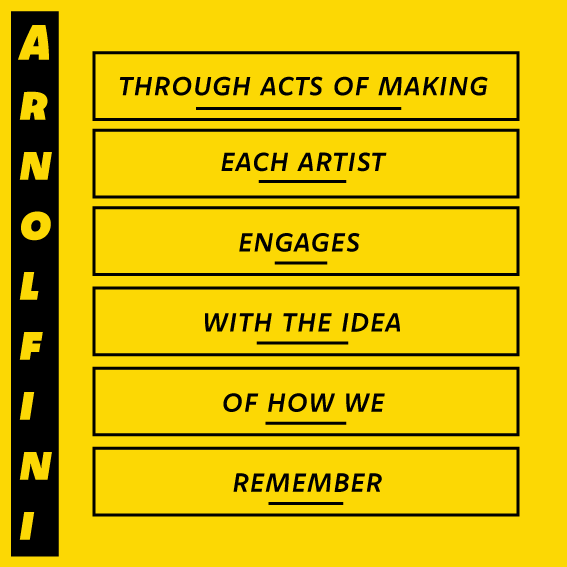 ARNOLFINI
THROUGH ACTS OF MAKING
EACH ARTIST
ENGAGES
WITH THE IDEA
OF HOW WE
REMEMBER